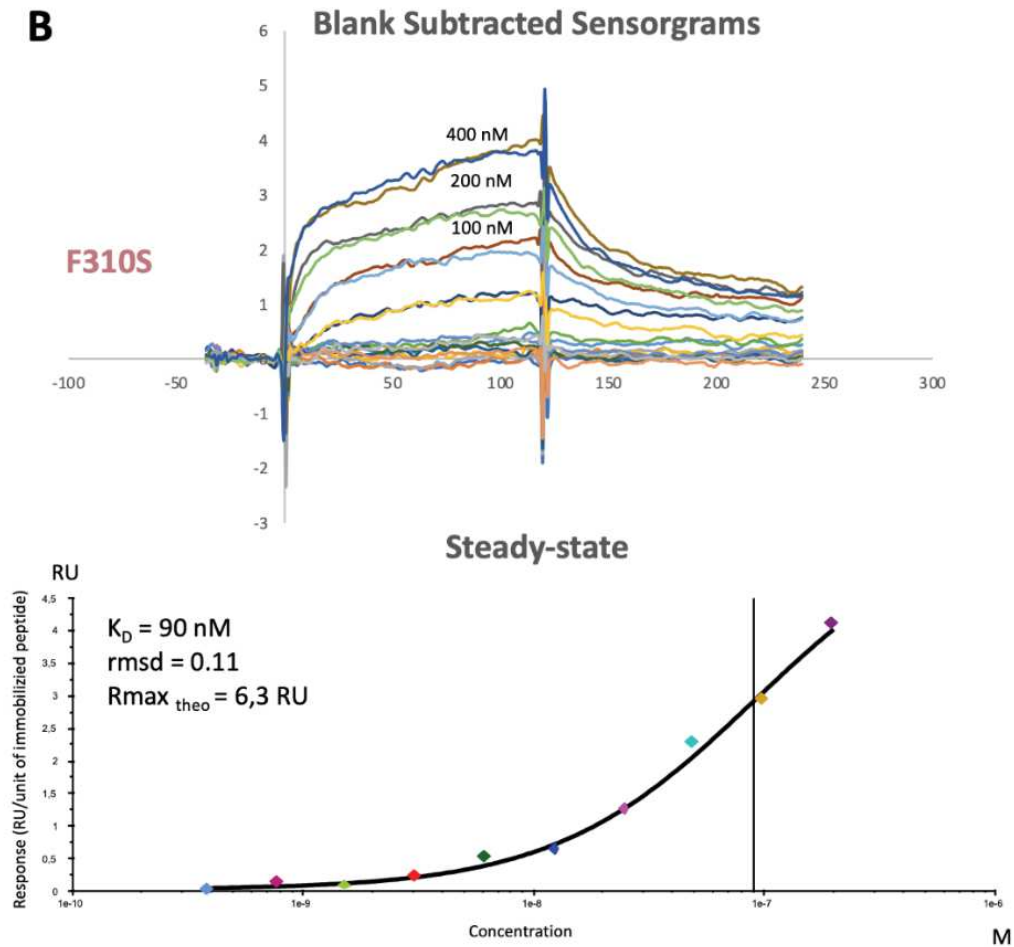 B
Blank Subtracted Sensorgrams
6
5
4
3
2
1
-1
-2
-3
400 nM
200 nM
100 nM
F310S
-100 -50 50 100 150 200 250 300
Steady-state
RU
Response (RU/unit of immobilized peptide)
4,5
4
3,5
3
2,5
2
1,5
1
0,5
0
K_D = 90 nM
rmsd = 0.11
Rmax theo = 6,3 RU
1e-10 1e-9 1e-8 1e-7 1e-6
Concentration
M